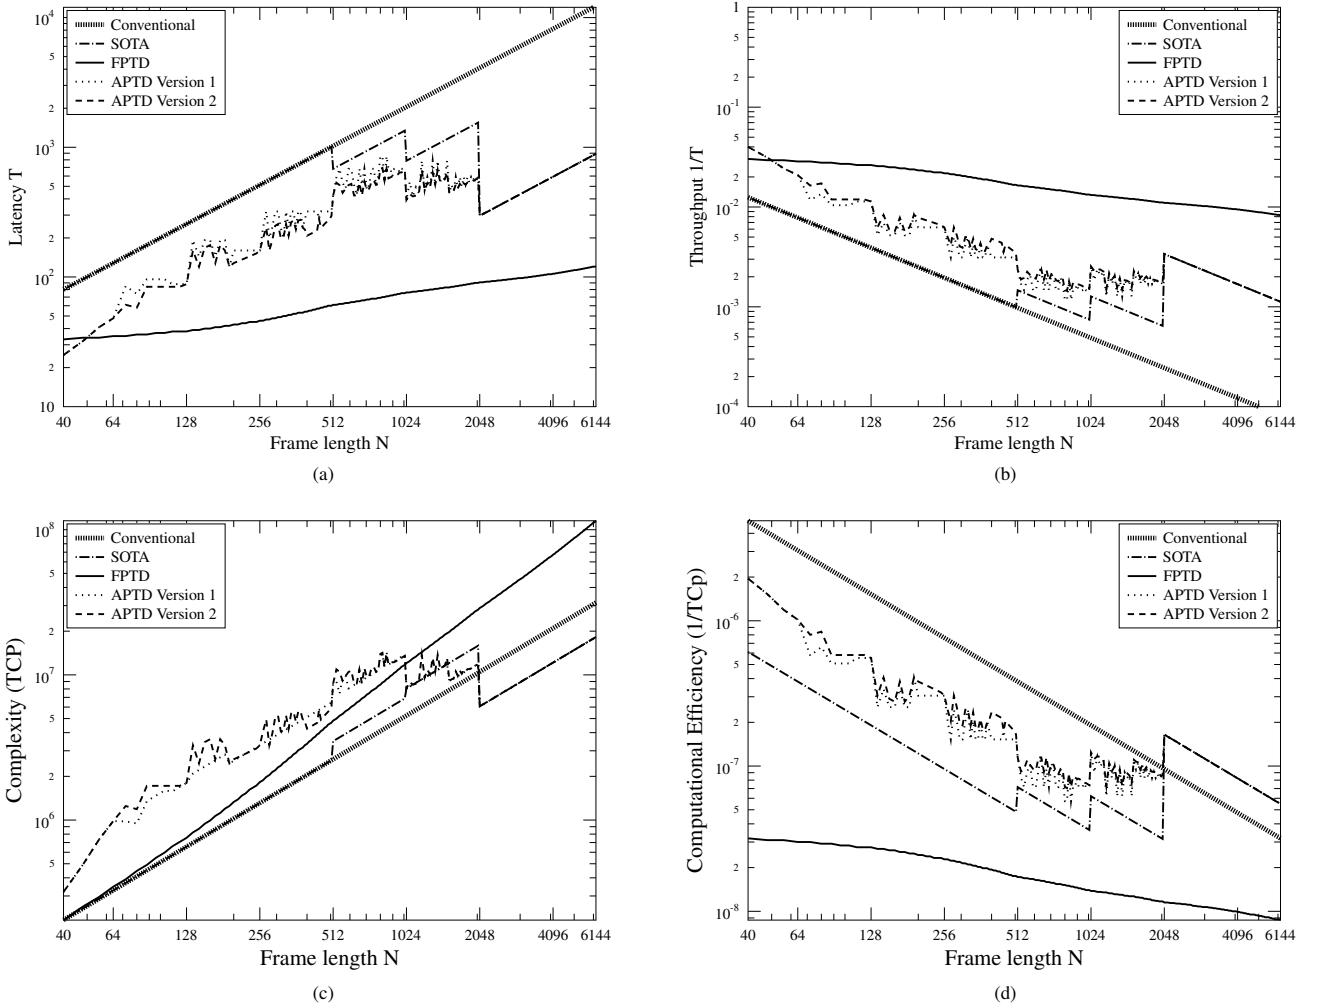 10^4
5
2
10^3
5
2
10^2
5
2
10
Latency T
Conventional
SOTA
FPTD
APTD Version 1
APTD Version 2
40 64 128 256 512 1024 2048 4096 6144
Frame length N
(a)
1
5
2
10^-1
5
2
10^-2
5
2
10^-3
5
2
10^-4
Throughput 1/T
Conventional
SOTA
FPTD
APTD Version 1
APTD Version 2
40 64 128 256 512 1024 2048 4096 6144
Frame length N
(b)
10^8
5
2
10^7
5
2
10^6
5
Complexity (TCP)
Conventional
SOTA
FPTD
APTD Version 1
APTD Version 2
40 64 128 256 512 1024 2048 4096 6144
Frame length N
(c)
2
10^-6
5
2
10^-7
5
2
10^-8
Computational Efficiency (1/TCp)
Conventional
SOTA
FPTD
APTD Version 1
APTD Version 2
40 64 128 256 512 1024 2048 4096 6144
Frame length N
(d)